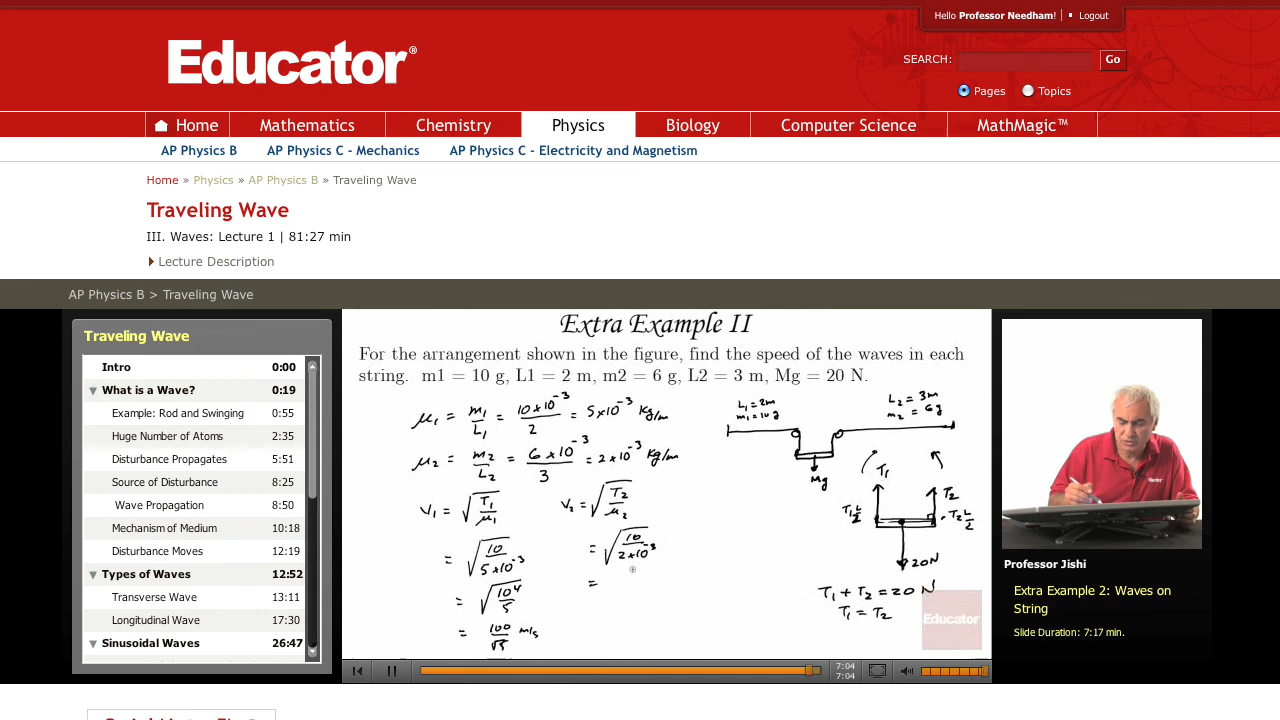 Hello Professor Needham! | ▪ Logout
Educator®
SEARCH: Go
Pages Topics
Home Mathematics Chemistry Physics Biology Computer Science MathMagic™
AP Physics B AP Physics C - Mechanics AP Physics C - Electricity and Magnetism
Home » Physics » AP Physics B » Traveling Wave
Traveling Wave
III. Waves: Lecture 1 | 81:27 min
Lecture Description
AP Physics B > Traveling Wave
Traveling Wave
Intro 0:00
What is a Wave? 0:19
Example: Rod and Swinging 0:55
Huge Number of Atoms 2:35
Disturbance Propagates 5:51
Source of Disturbance 8:25
Wave Propagation 8:50
Mechanism of Medium 10:18
Disturbance Moves 12:19
Types of Waves 12:52
Transverse Wave 13:11
Longitudinal Wave 17:30
Sinusoidal Waves 26:47
Extra Example II
For the arrangement shown in the figure, find the speed of the waves in each
string. m1 = 10 g, L1 = 2 m, m2 = 6 g, L2 = 3 m, Mg = 20 N.
μ₁ = m₁/L₁ = 10×10⁻³/2 = 5×10⁻³ kg/m
μ₂ = m₂/L₂ = 6×10⁻³/3 = 2×10⁻³ kg/m
V₁ = √(T₁/μ₁) V₂ = √(T₂/μ₂)
= √(10/5×10⁻³) = √(10/2×10⁻³)
= √(10⁴/5) =
= 100/√5 m/s
L₁ = 2m
m₁ = 10 g
L₂ = 3m
m₂ = 6g
Mg
T₁
T₂
T₁ L/2
T₂ L/2
20N
T₁ + T₂ = 20 N
T₁ = T₂
Educator
7:04
7:04
Professor Jishi
Extra Example 2: Waves on
String
Slide Duration: 7:17 min.